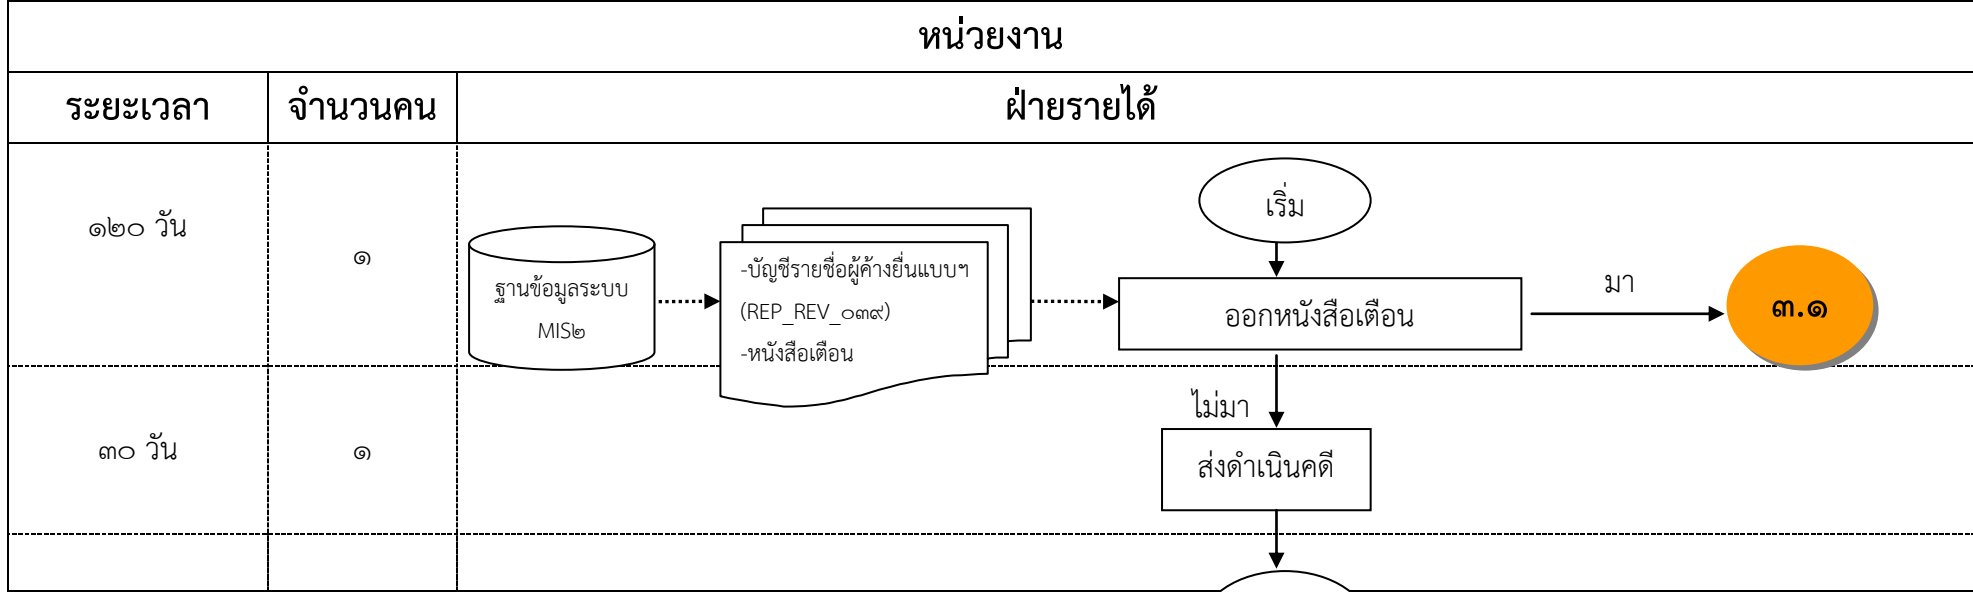 หน่วยงาน
ระยะเวลา
จำนวนคน
ฝ่ายรายได้
๑๒๐ วัน
๑
ฐานข้อมูลระบบ
MIS๒
-บัญชีรายชื่อผู้ค้างยื่นแบบฯ
(REP_REV_๐๓๙)
-หนังสือเตือน
เริ่ม
ออกหนังสือเตือน
มา
๓.๑
๓๐ วัน
๑
ไม่มา
ส่งดำเนินคดี